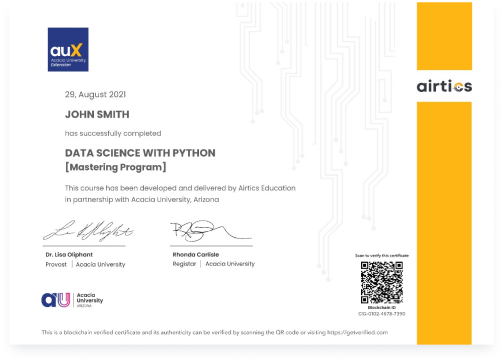 auX
Acacia University
Extension
airtics
29, August 2021
JOHN SMITH
has successfully completed
DATA SCIENCE WITH PYTHON
[Mastering Program]
This course has been developed and delivered by Airtics Education
in partnership with Acacia University, Arizona
Dr. Lisa Oliphant
Provost | Acacia University
Rhonda Carlisle
Registar | Acacia University
Scan to verify this certificate
Blockchain ID
CIG-0102-4978-7390
au Acacia
University
ARIZONA
This is a blockchain verified certificate and its authenticity can be verified by scanning the QR code or visiting https://getverified.com